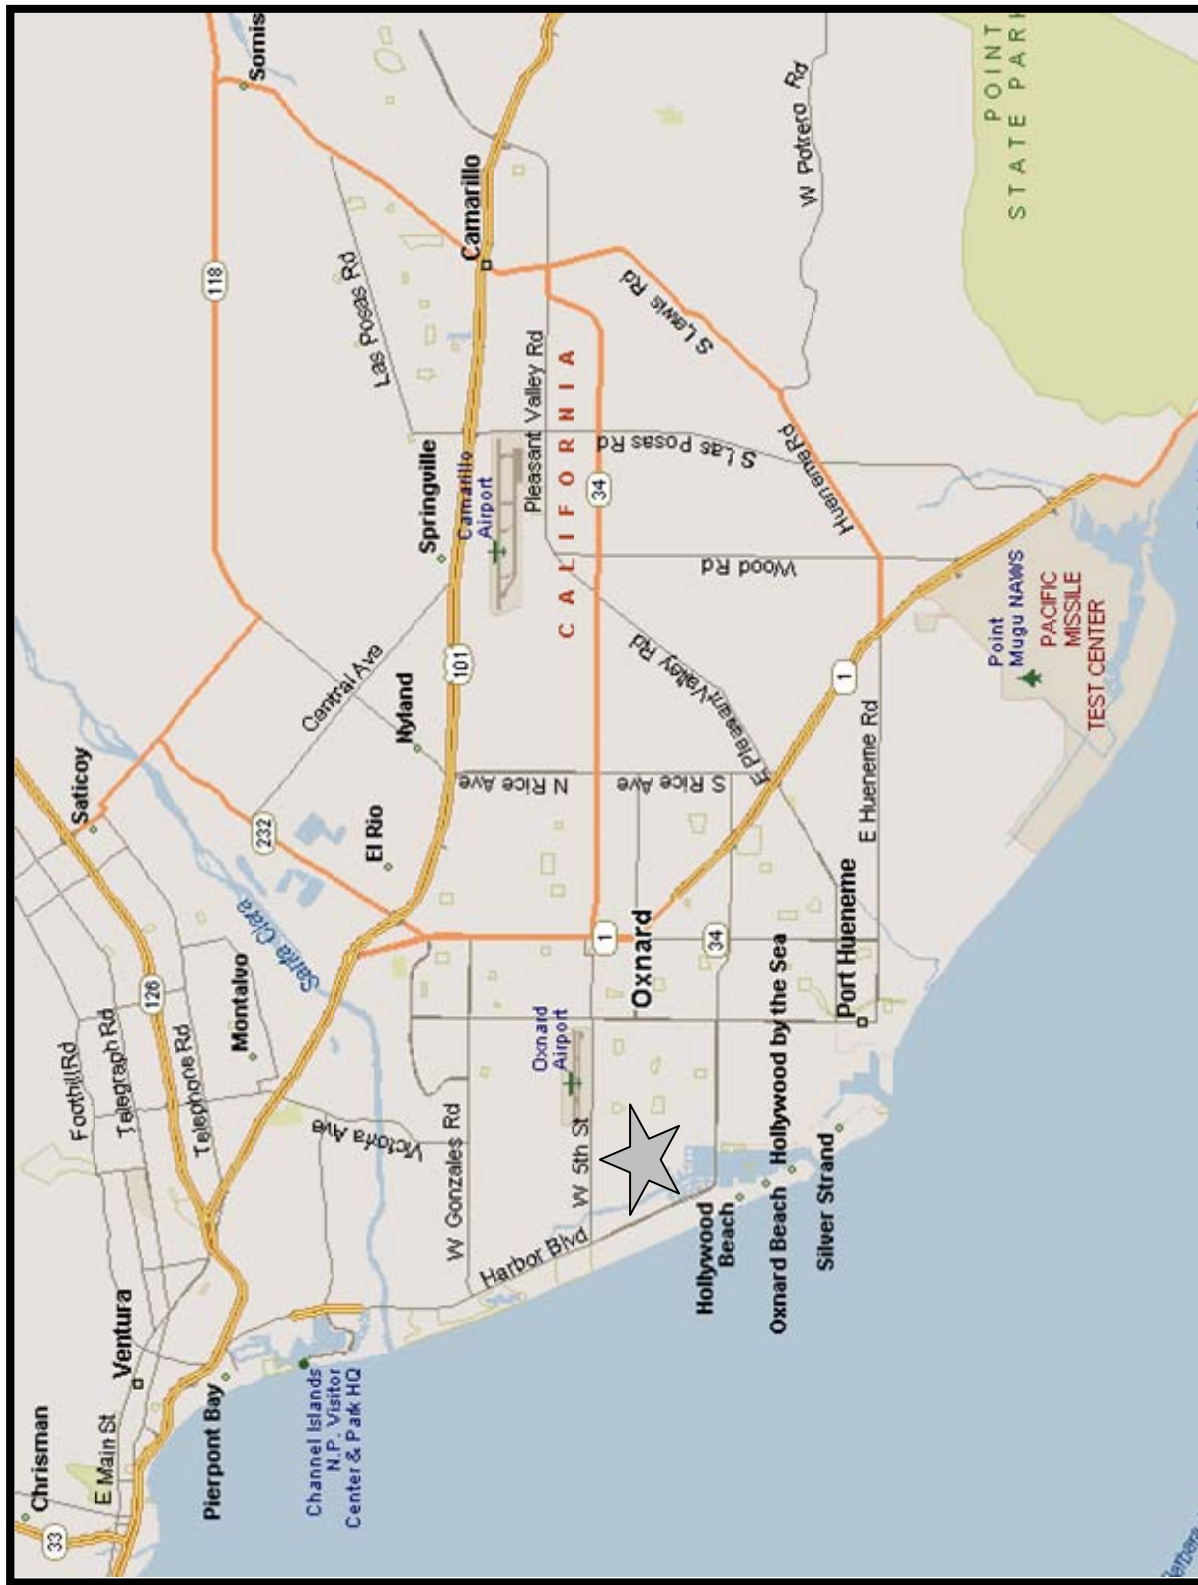 Chrisman
33
E Main St
Ventura
Pierpont Bay
Channel Islands
N.P. Visitor
Center & Park HQ
Foothill Rd
Telegraph Rd
126
Telephone Rd
Montalvo
Saticoy
Santa Clara
232
El Rio
Victoria Ave
W Gonzales Rd
Harbor Blvd
W 5th St
Oxnard
Airport
Oxnard
1
34
Hollywood
Beach
Oxnard Beach
Hollywood by the Sea
Silver Strand
Port Hueneme
E Hueneme Rd
Somis
118
Las Posas Rd
Central Ave
Nyland
Springville
Camarillo
Camarillo
Airport
101
Pleasant Valley Rd
CALIFORNIA
34
N Rice Ave
S Rice Ave
E Pleasant Valley Rd
Wood Rd
S Las Posas Rd
S Lewis Rd
Hueneme Rd
W Potrero Rd
1
Point
Mugu NAWS
PACIFIC
MISSILE
TEST CENTER
POINT
STATE PARK